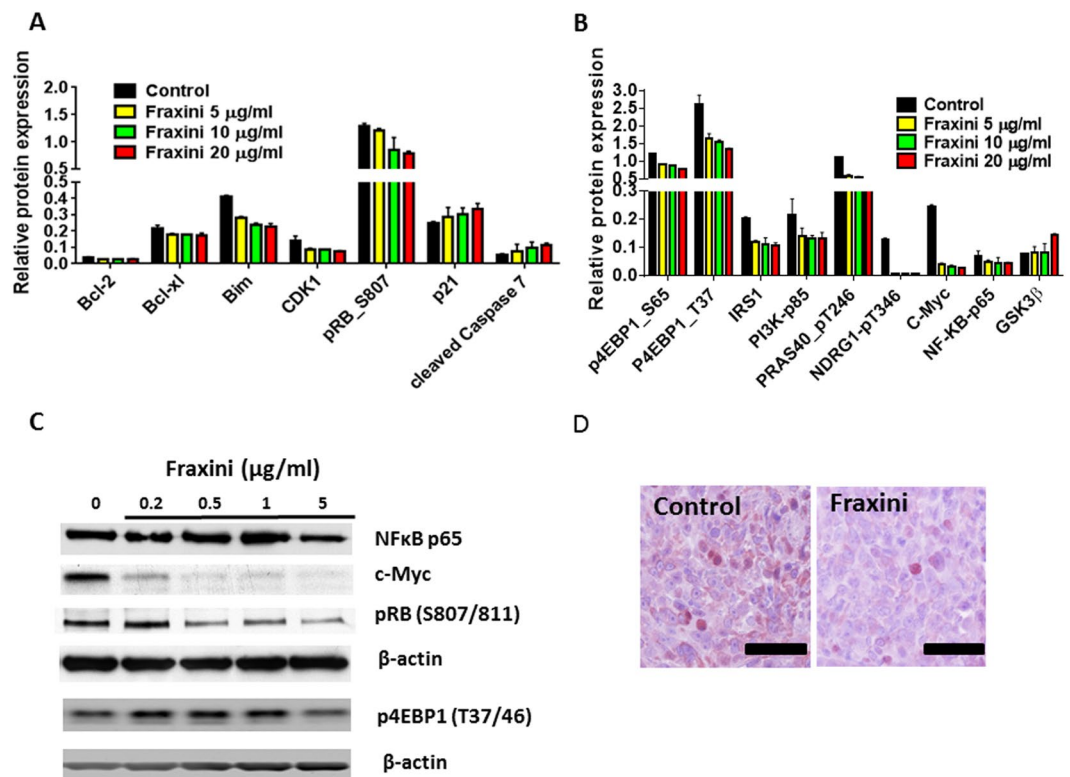 A
Relative protein expression
2.0
1.5
1.0
0.5
0.4
0.3
0.2
0.1
0.0
Control
Fraxini 5 μg/ml
Fraxini 10 μg/ml
Fraxini 20 μg/ml
Bcl-2
Bcl-xl
Bim
CDK1
pRB_S807
p21
cleaved Caspase 7
B
Relative protein expression
3.0
2.5
2.0
1.5
1.0
0.5
0.2
0.1
0.0
Control
Fraxini 5 μg/ml
Fraxini 10 μg/ml
Fraxini 20 μg/ml
p4EBP1_S65
P4EBP1_T37
IRS1
PI3K-p85
PRAS40_pT246
NDRG1-pT346
C-Myc
NF-KB-p65
GSK3β
C
Fraxini (μg/ml)
0 0.2 0.5 1 5
NFκB p65
c-Myc
pRB (S807/811)
β-actin
p4EBP1 (T37/46)
β-actin
D
Control
Fraxini